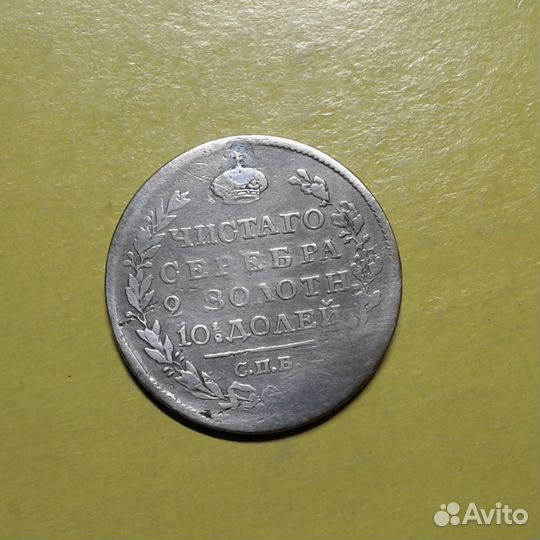 ЧИСТАГО
СЕРЕБРА
2 ЗОЛОТН
10½ ДОЛЕЙ
С.П.Б
Avito